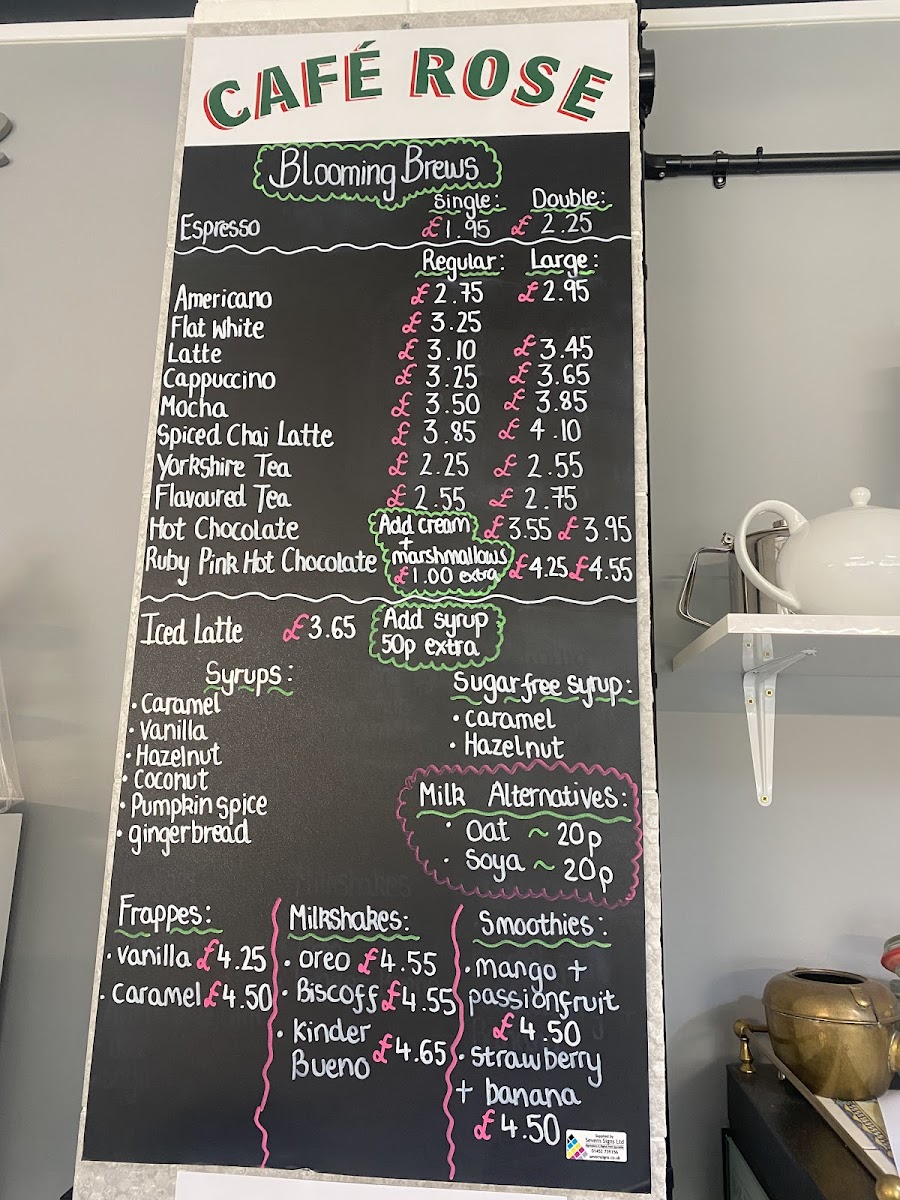 CAFÉ ROSE
Blooming Brews
Single: Double:
Espresso £1.95 £2.25
Regular: Large:
Americano £2.75 £2.95
Flat White £3.25
Latte £3.10 £3.45
Cappuccino £3.25 £3.65
Mocha £3.50 £3.85
Spiced Chai Latte £3.85 £4.10
Yorkshire Tea £2.25 £2.55
Flavoured Tea £2.55 £2.75
Hot Chocolate £3.55 £3.95
Ruby Pink Hot Chocolate £4.25 £4.55
Add cream
+
marshmallows
£1.00 extra
Iced Latte £3.65
Add syrup
50p extra
Syrups:
• Caramel
• Vanilla
• Hazelnut
• Coconut
• Pumpkin spice
• gingerbread
Sugarfree syrup:
• Caramel
• Hazelnut
Milk Alternatives:
• Oat ~ 20p
• Soya ~ 20p
Frappes:
• Vanilla £4.25
• Caramel £4.50
Milkshakes:
• Oreo £4.55
• Biscoff £4.55
• Kinder
Bueno £4.65
Smoothies:
• mango +
passionfruit
£4.50
• Strawberry
+ banana
£4.50
Supplied by
Severn Signs Ltd